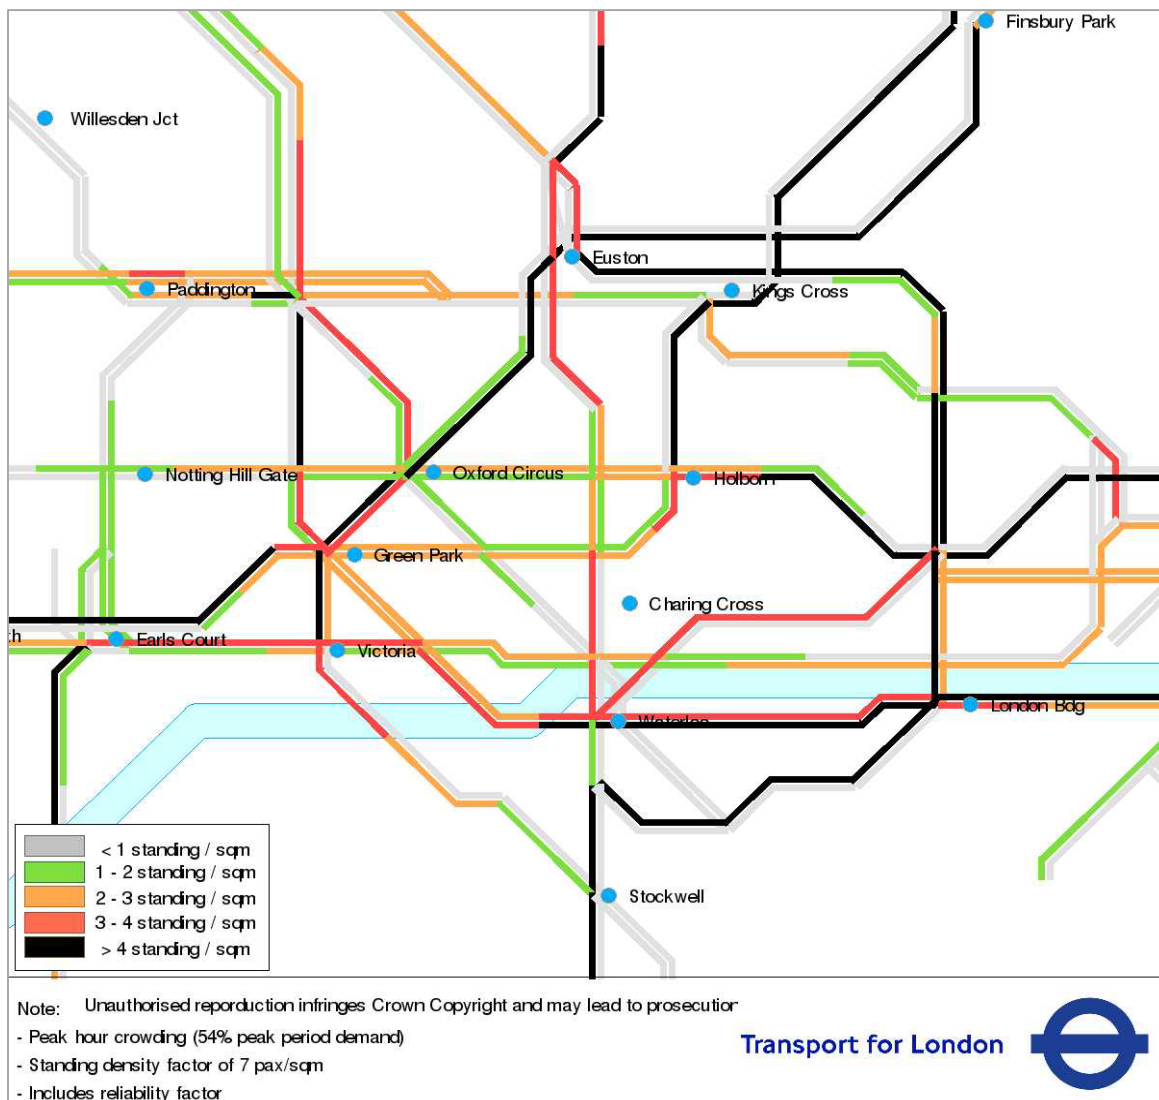 Finsbury Park
Willesden Jct
Euston
Paddington
Kings Cross
Notting Hill Gate
Oxford Circus
Holborn
Green Park
Charing Cross
th
Earls Court
Victoria
London Bdg
Waterloo
< 1 standing / sqm
1 - 2 standing / sqm
2 - 3 standing / sqm
3 - 4 standing / sqm
> 4 standing / sqm
Stockwell
Note: Unauthorised reporduction infringes Crown Copyright and may lead to prosecution
- Peak hour crowding (54% peak period demand)
- Standing density factor of 7 pax/sqm
- Includes reliability factor
Transport for London